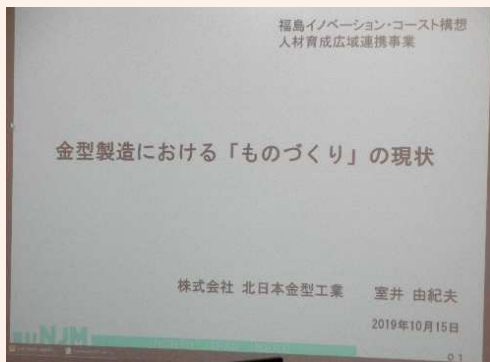 福島イノベーション・コースト構想
人材育成広域連携事業
金型製造における「ものづくり」の現状
株式会社 北日本金型工業　室井 由紀夫
2019年10月15日
NJM
01